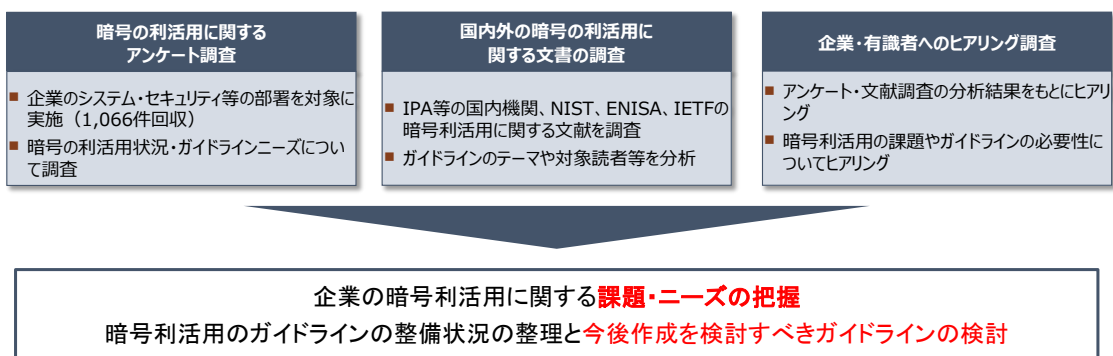 暗号の利活用に関する
アンケート調査
■ 企業のシステム・セキュリティ等の部署を対象に
実施（1,066件回収）
■ 暗号の利活用状況・ガイドラインニーズについ
て調査
国内外の暗号の利活用に
関する文書の調査
■ IPA等の国内機関、NIST、ENISA、IETFの
暗号利活用に関する文献を調査
■ ガイドラインのテーマや対象読者等を分析
企業・有識者へのヒアリング調査
■ アンケート・文献調査の分析結果をもとにヒアリ
ング
■ 暗号利活用の課題やガイドラインの必要性に
ついてヒアリング
企業の暗号利活用に関する課題・ニーズの把握
暗号利活用のガイドラインの整備状況の整理と今後作成を検討すべきガイドラインの検討